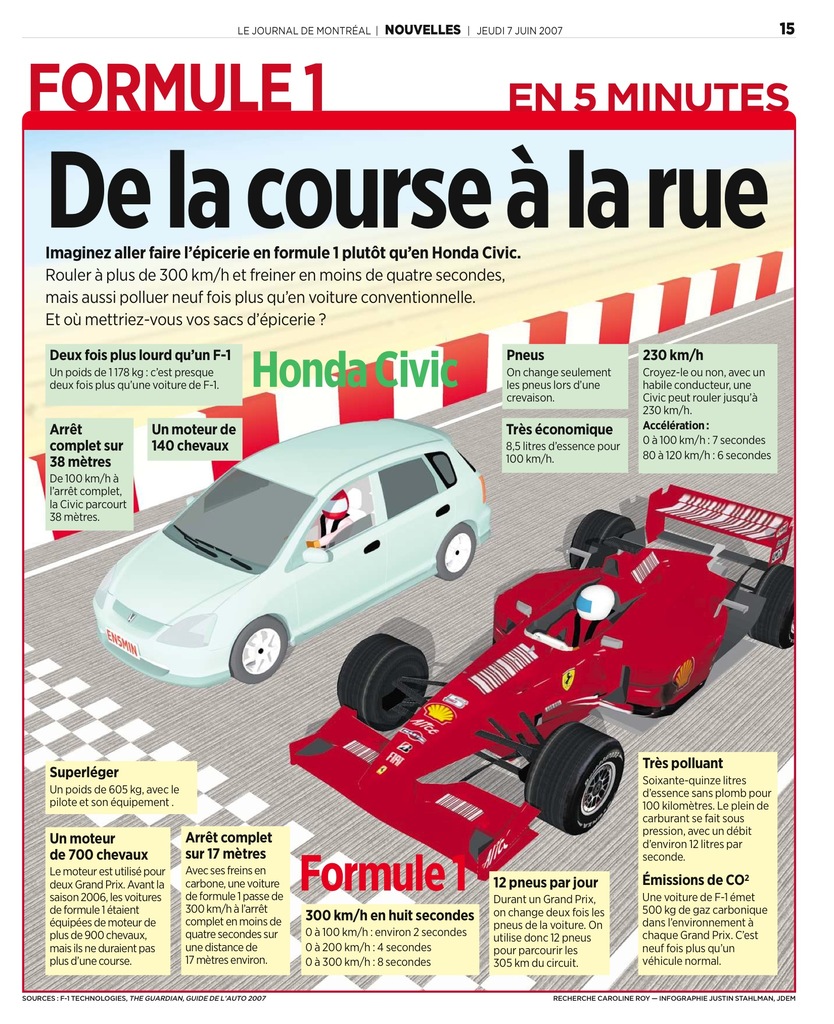 LE JOURNAL DE MONTRÉAL | NOUVELLES | JEUDI 7 JUIN 2007
15
FORMULE 1
EN 5 MINUTES
De la course à la rue
Imaginez aller faire l'épicerie en formule 1 plutôt qu'en Honda Civic.
Rouler à plus de 300 km/h et freiner en moins de quatre secondes,
mais aussi polluer neuf fois plus qu'en voiture conventionnelle.
Et où mettriez-vous vos sacs d'épicerie ?
Deux fois plus lourd qu'un F-1
Un poids de 1 178 kg : c'est presque
deux fois plus qu'une voiture de F-1.
Honda Civic
Arrêt
complet sur
38 mètres
De 100 km/h à
l'arrêt complet,
la Civic parcourt
38 mètres.
Un moteur de
140 chevaux
Pneus
On change seulement
les pneus lors d'une
crevaison.
Très économique
8,5 litres d'essence pour
100 km/h.
230 km/h
Croyez-le ou non, avec un
habile conducteur, une
Civic peut rouler jusqu'à
230 km/h.
Accélération :
0 à 100 km/h : 7 secondes
80 à 120 km/h : 6 secondes
EN5MIN
Shell
MTCC
FIAT
Superléger
Un poids de 605 kg, avec le
pilote et son équipement .
Un moteur
de 700 chevaux
Le moteur est utilisé pour
deux Grand Prix. Avant la
saison 2006, les voitures
de formule 1 étaient
équipées de moteur de
plus de 900 chevaux,
mais ils ne duraient pas
plus d'une course.
Arrêt complet
sur 17 mètres
Avec ses freins en
carbone, une voiture
de formule 1 passe de
300 km/h à l'arrêt
complet en moins de
quatre secondes sur
une distance de
17 mètres environ.
Formule 1
300 km/h en huit secondes
0 à 100 km/h : environ 2 secondes
0 à 200 km/h : 4 secondes
0 à 300 km/h : 8 secondes
12 pneus par jour
Durant un Grand Prix,
on change deux fois les
pneus de la voiture. On
utilise donc 12 pneus
pour parcourir les
305 km du circuit.
Très polluant
Soixante-quinze litres
d'essence sans plomb pour
100 kilomètres. Le plein de
carburant se fait sous
pression, avec un débit
d'environ 12 litres par
seconde.
Émissions de CO²
Une voiture de F-1 émet
500 kg de gaz carbonique
dans l'environnement à
chaque Grand Prix. C'est
neuf fois plus qu'un
véhicule normal.
SOURCES : F-1 TECHNOLOGIES, THE GUARDIAN, GUIDE DE L'AUTO 2007
RECHERCHE CAROLINE ROY — INFOGRAPHIE JUSTIN STAHLMAN, JDEM